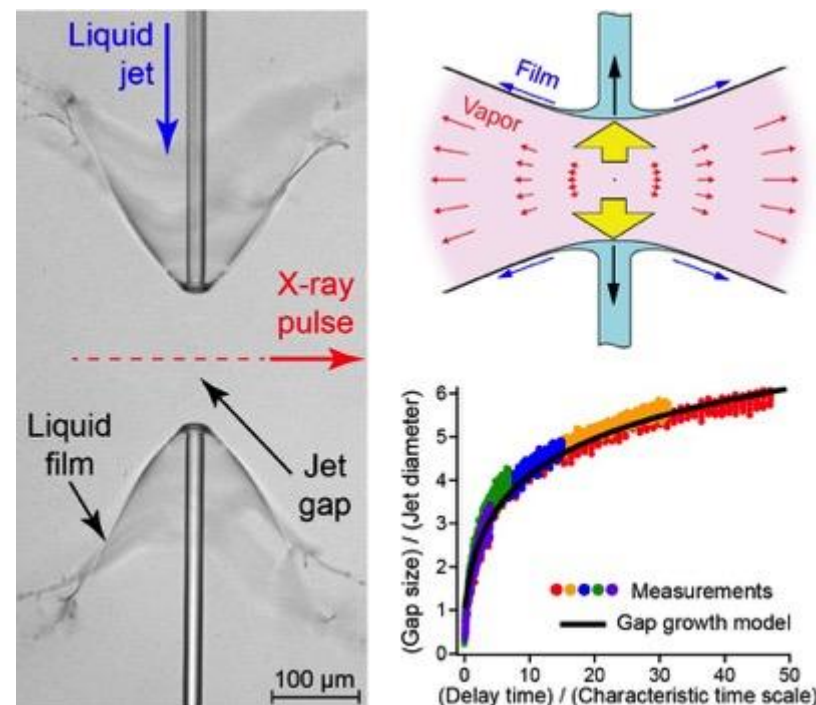 Liquid
jet
X-ray
pulse
Liquid
film
Jet
gap
100 µm
Film
Vapor
(Gap size) / (Jet diameter)
6
5
4
3
2
1
0
0
10
20
30
40
50
Measurements
Gap growth model
(Delay time) / (Characteristic time scale)